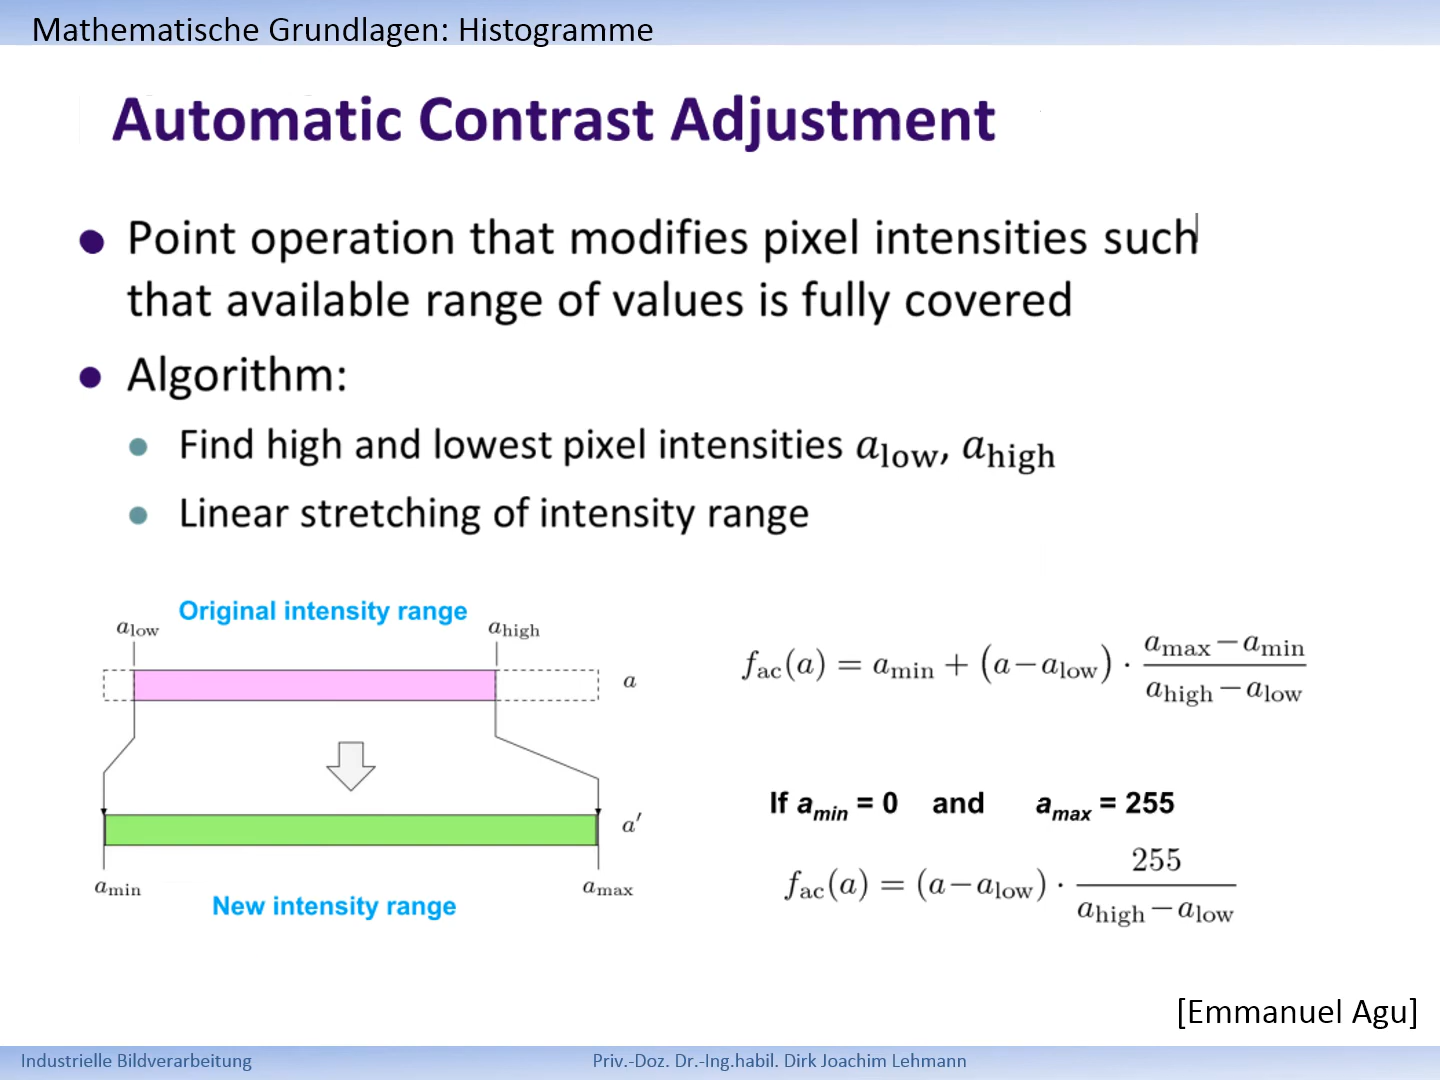 Mathematische Grundlagen: Histogramme
Automatic Contrast Adjustment
● Point operation that modifies pixel intensities such
that available range of values is fully covered
● Algorithm:
● Find high and lowest pixel intensities a_low, a_high
● Linear stretching of intensity range
Original intensity range
a_low a_high
a
a′
a_min a_max
New intensity range
f_ac(a) = a_min + (a − a_low) · (a_max − a_min) / (a_high − a_low)
If a_min = 0 and a_max = 255
f_ac(a) = (a − a_low) · 255 / (a_high − a_low)
[Emmanuel Agu]
Industrielle Bildverarbeitung
Priv.-Doz. Dr.-Ing.habil. Dirk Joachim Lehmann